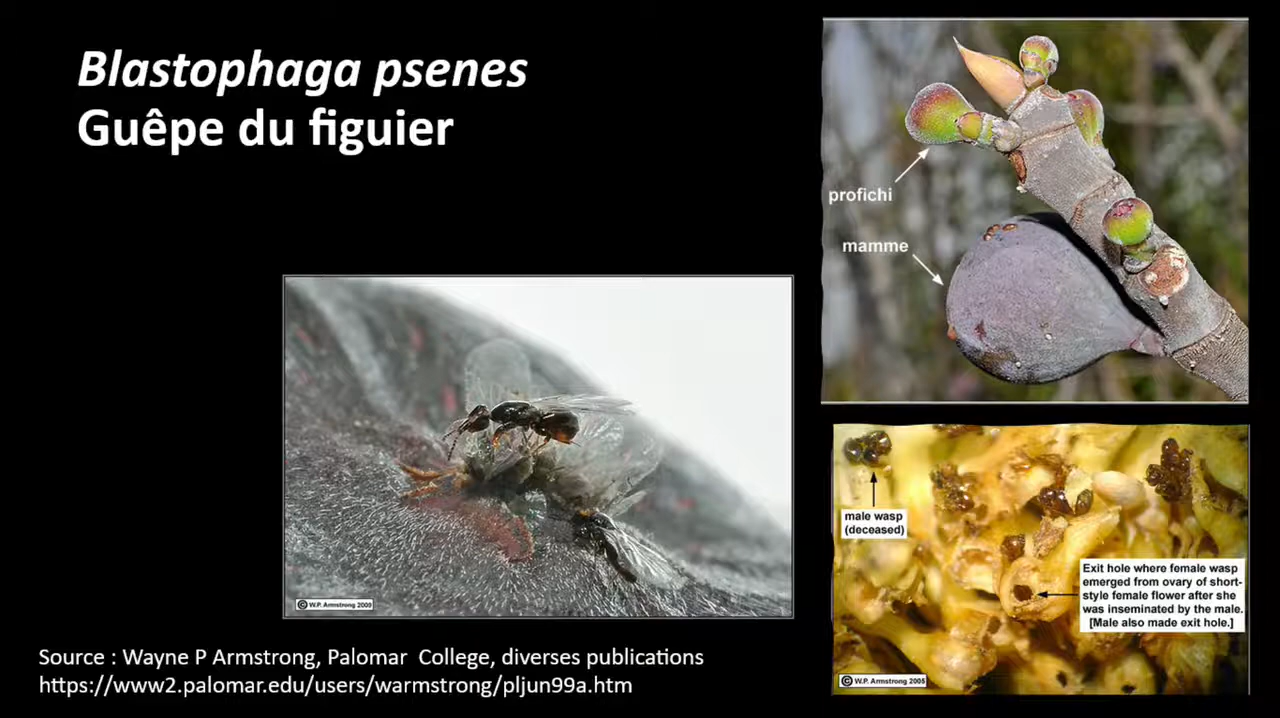 Blastophaga psenes
Guêpe du figuier
profichi
mamme
male wasp
(deceased)
Exit hole where female wasp
emerged from ovary of short-
style female flower after she
was inseminated by the male.
[Male also made exit hole.]
© W.P. Armstrong 2009
© W.P. Armstrong 2005
Source : Wayne P Armstrong, Palomar College, diverses publications
https://www2.palomar.edu/users/warmstrong/pljun99a.htm